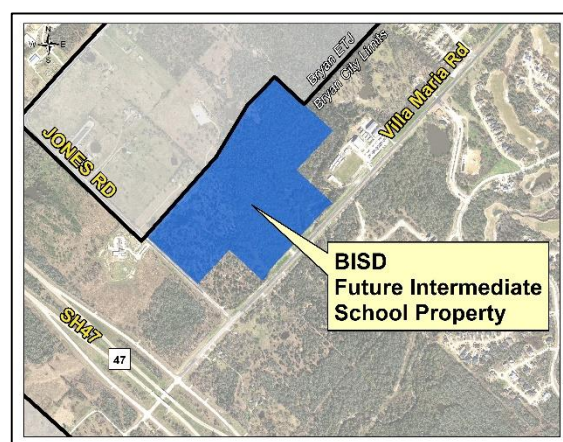 N
W E
S
Bryan ETJ
Bryan City Limits
Villa Maria Rd
JONES RD
BISD
Future Intermediate
School Property
SH47
47